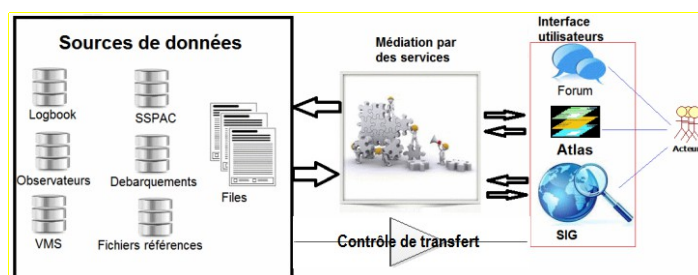 Sources de données
Logbook
SSPAC
Observateurs
Debarquements
Files
VMS
Fichiers références
Médiation par
des services
Contrôle de transfert
Interface
utilisateurs
Forum
Atlas
SIG
Acteur